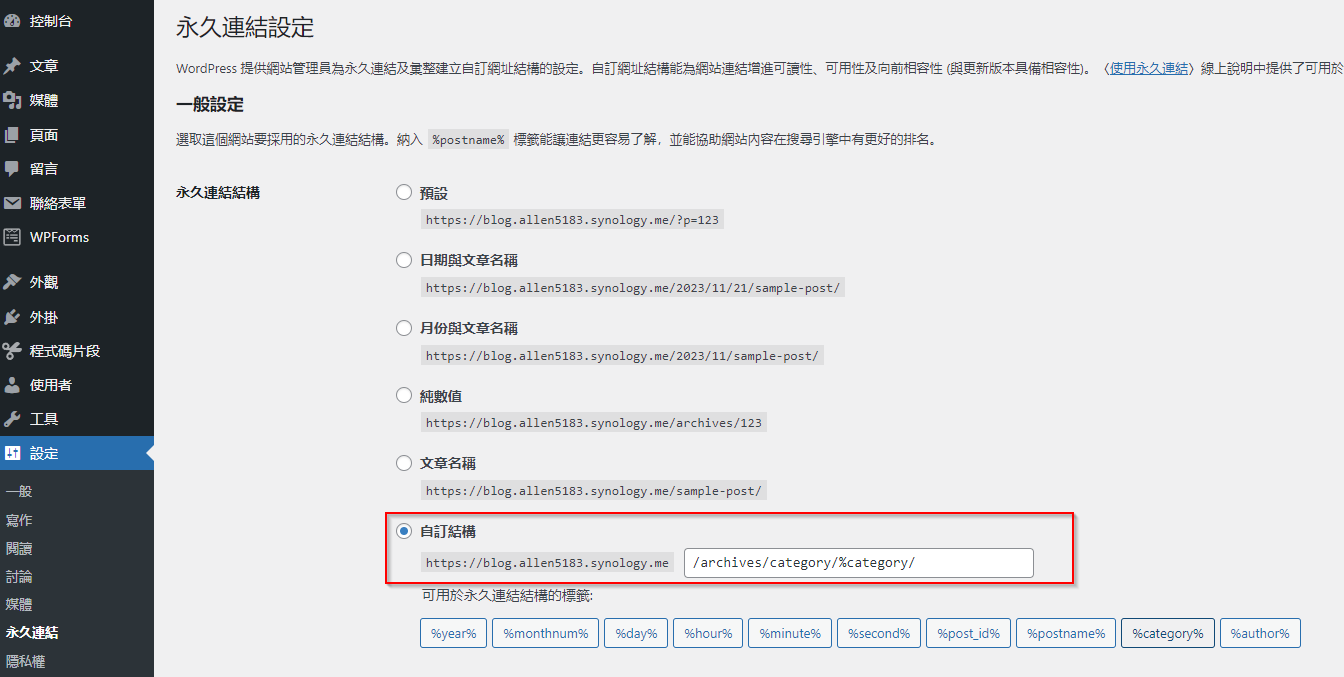 控制台
文章
媒體
頁面
留言
聯絡表單
WPForms
外觀
外掛
程式碼片段
使用者
工具
設定
一般
寫作
閱讀
討論
媒體
永久連結
隱私權
永久連結設定
WordPress 提供網站管理員為永久連結及彙整建立自訂網址結構的設定。自訂網址結構能為網站連結增進可讀性、可用性及向前相容性 (與更新版本具備相容性)。〈使用永久連結〉線上說明中提供了可用於
一般設定
選取這個網站要採用的永久連結結構。納入 %postname% 標籤能讓連結更容易了解，並能協助網站內容在搜尋引擎中有更好的排名。
永久連結結構
預設
https://blog.allen5183.synology.me/?p=123
日期與文章名稱
https://blog.allen5183.synology.me/2023/11/21/sample-post/
月份與文章名稱
https://blog.allen5183.synology.me/2023/11/sample-post/
純數值
https://blog.allen5183.synology.me/archives/123
文章名稱
https://blog.allen5183.synology.me/sample-post/
自訂結構
https://blog.allen5183.synology.me /archives/category/%category/
可用於永久連結結構的標籤:
%year% %monthnum% %day% %hour% %minute% %second% %post_id% %postname% %category% %author%